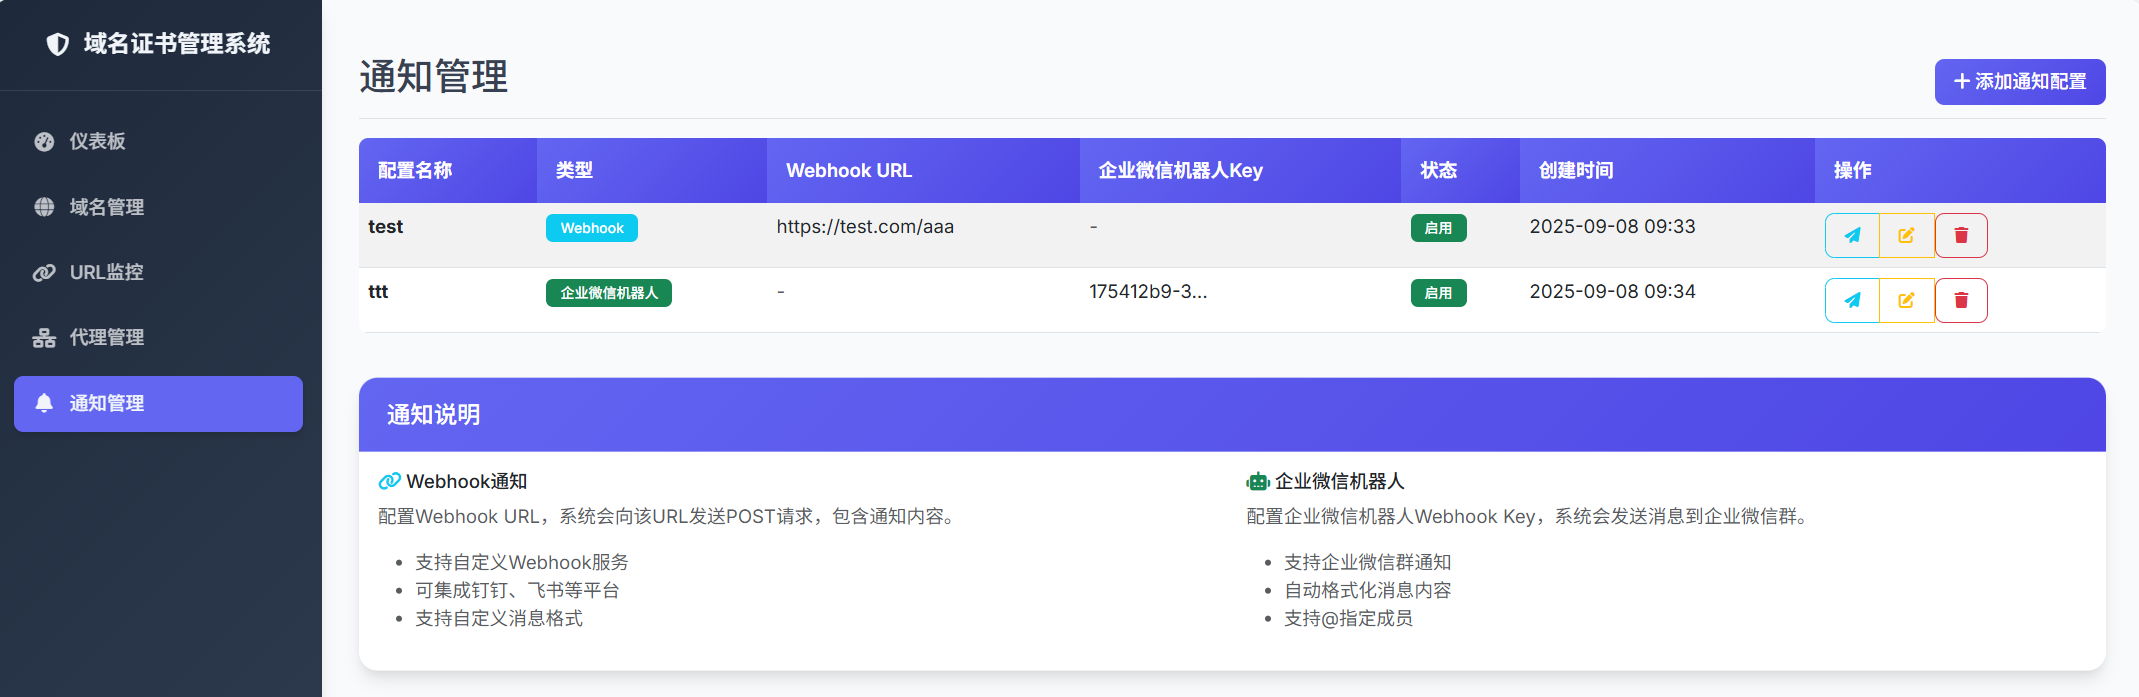 域名证书管理系统
仪表板
域名管理
URL监控
代理管理
通知管理
通知管理
添加通知配置
配置名称 类型 Webhook URL 企业微信机器人Key 状态 创建时间 操作
test Webhook https://test.com/aaa - 启用 2025-09-08 09:33
ttt 企业微信机器人 - 175412b9-3... 启用 2025-09-08 09:34
通知说明
Webhook通知
配置Webhook URL，系统会向该URL发送POST请求，包含通知内容。
• 支持自定义Webhook服务
• 可集成钉钉、飞书等平台
• 支持自定义消息格式
企业微信机器人
配置企业微信机器人Webhook Key，系统会发送消息到企业微信群。
• 支持企业微信群通知
• 自动格式化消息内容
• 支持@指定成员